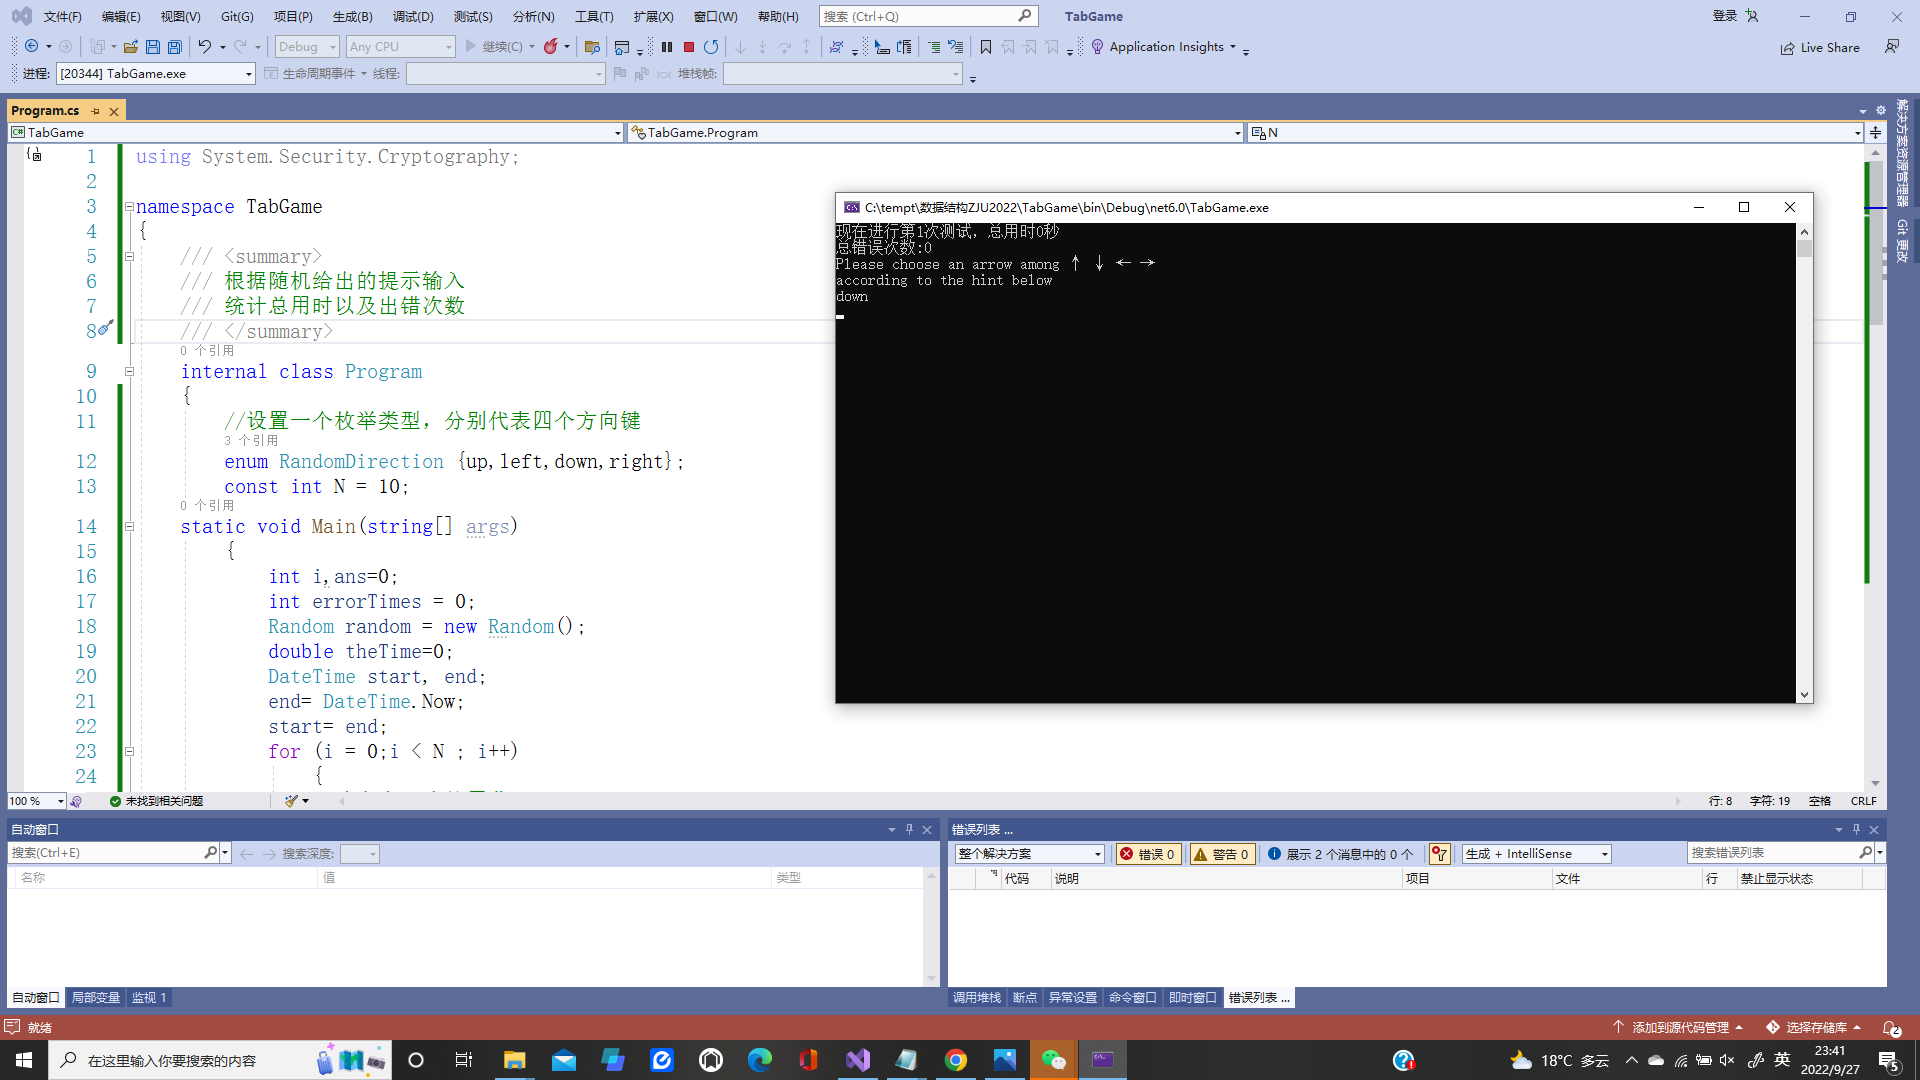 文件(F) 编辑(E) 视图(V) Git(G) 项目(P) 生成(B) 调试(D) 测试(S) 分析(N) 工具(T) 扩展(X) 窗口(W) 帮助(H) 搜索 (Ctrl+Q) TabGame 登录
Debug Any CPU 继续(C) Application Insights Live Share
进程: [20344] TabGame.exe 生命周期事件 线程: 堆栈帧:
Program.cs
TabGame TabGame.Program N
1 using System.Security.Cryptography;
2
3 namespace TabGame
4 {
5 /// <summary>
6 /// 根据随机给出的提示输入
7 /// 统计总用时以及出错次数
8 /// </summary>
0 个引用
9 internal class Program
10 {
11 //设置一个枚举类型，分别代表四个方向键
3 个引用
12 enum RandomDirection {up,left,down,right};
13 const int N = 10;
0 个引用
14 static void Main(string[] args)
15 {
16 int i,ans=0;
17 int errorTimes = 0;
18 Random random = new Random();
19 double theTime=0;
20 DateTime start, end;
21 end= DateTime.Now;
22 start= end;
23 for (i = 0;i < N ; i++)
24 {
C:\tempt\数据结构ZJU2022\TabGame\bin\Debug\net6.0\TabGame.exe
现在进行第1次测试，总用时0秒
总错误次数:0
Please choose an arrow among ↑ ↓ ← →
according to the hint below
down
解决方案资源管理器
Git 更改
100 % 未找到相关问题 行: 8 字符: 19 空格 CRLF
自动窗口
搜索(Ctrl+E) 搜索深度:
名称 值 类型
自动窗口 局部变量 监视 1
错误列表 ...
整个解决方案 错误 0 警告 0 展示 2 个消息中的 0 个 生成 + IntelliSense 搜索错误列表
代码 说明 项目 文件 行 禁止显示状态
调用堆栈 断点 异常设置 命令窗口 即时窗口 错误列表 ...
就绪 添加到源代码管理 选择存储库 2
在这里输入你要搜索的内容 18°C 多云 英 23:41
2022/9/27 5